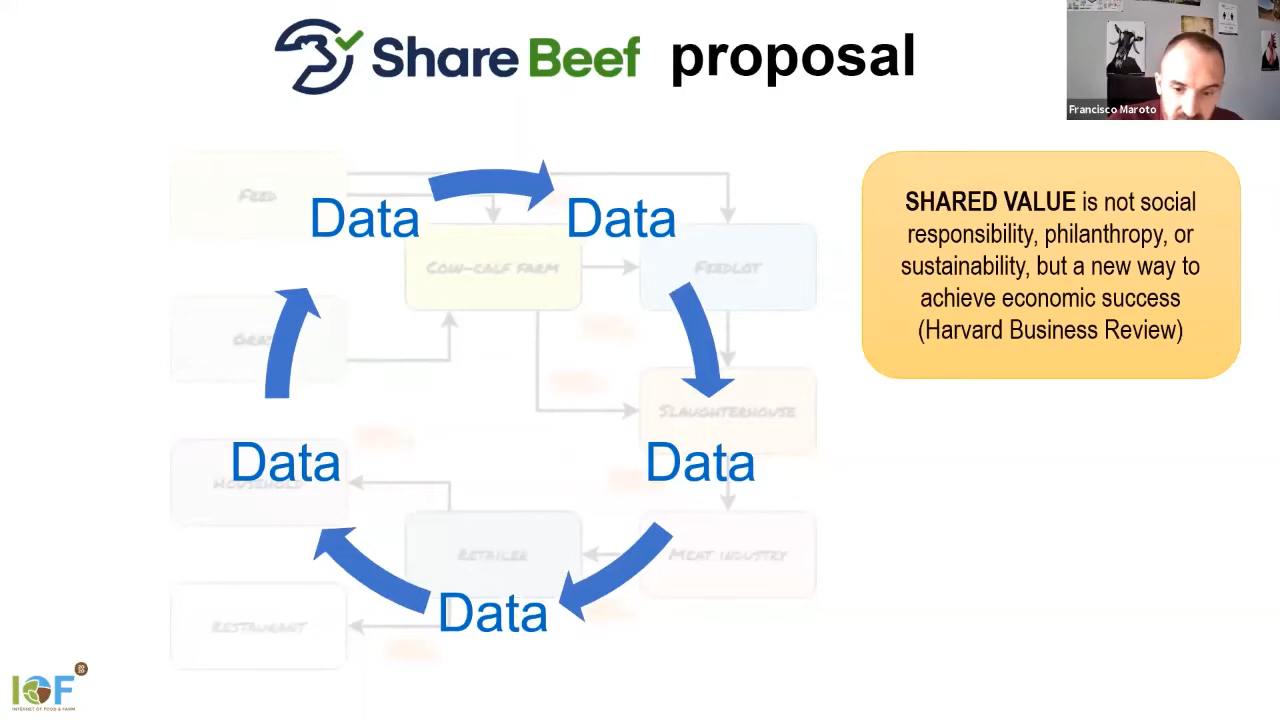 Share Beef proposal
Francisco Maroto
FEED
Data
Data
COW-CALF FARM
FEEDLOT
SHARED VALUE is not social
responsibility, philanthropy, or
sustainability, but a new way to
achieve economic success
(Harvard Business Review)
SLAUGHTERHOUSE
Data
Data
HOUSEHOLD
RETAILER
MEAT INDUSTRY
Data
RESTAURANT
IOF
2020
INTERNET OF FOOD & FARM